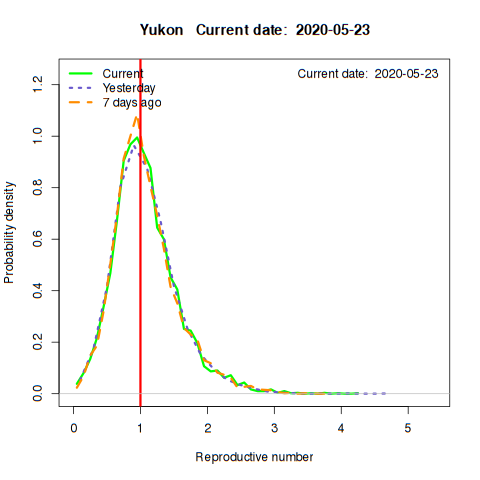 Yukon   Current date:  2020-05-23
Current
Current date:  2020-05-23
Yesterday
7 days ago
1.2
1.0
0.8
0.6
0.4
0.2
0.0
Probability density
0 1 2 3 4 5
Reproductive number